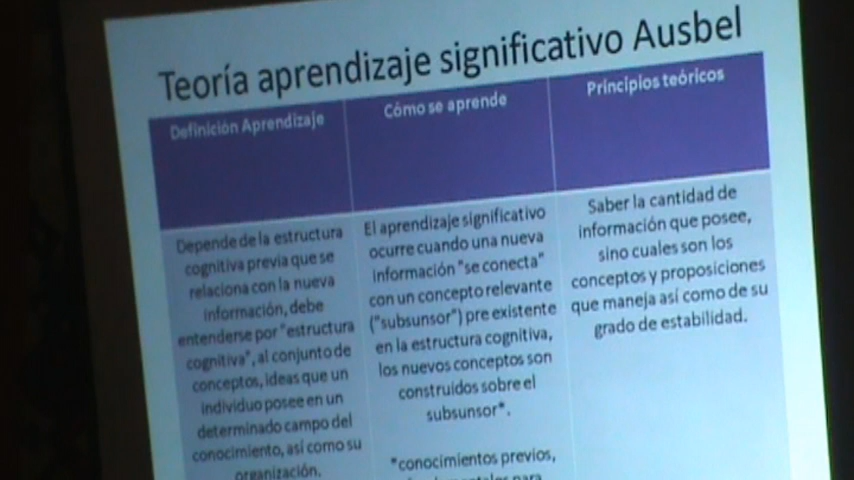 Teoría aprendizaje significativo Ausbel
Definición Aprendizaje
Depende de la estructura
cognitiva previa que se
relaciona con la nueva
información, debe
entenderse por "estructura
cognitiva", al conjunto de
conceptos, ideas que un
individuo posee en un
determinado campo del
conocimiento, así como su
organización.
Cómo se aprende
El aprendizaje significativo
ocurre cuando una nueva
información "se conecta"
con un concepto relevante
("subsunsor") pre existente
en la estructura cognitiva,
los nuevos conceptos son
construidos sobre el
subsunsor*.
*conocimientos previos,
Principios teóricos
Saber la cantidad de
información que posee,
sino cuales son los
conceptos y proposiciones
que maneja así como de su
grado de estabilidad.